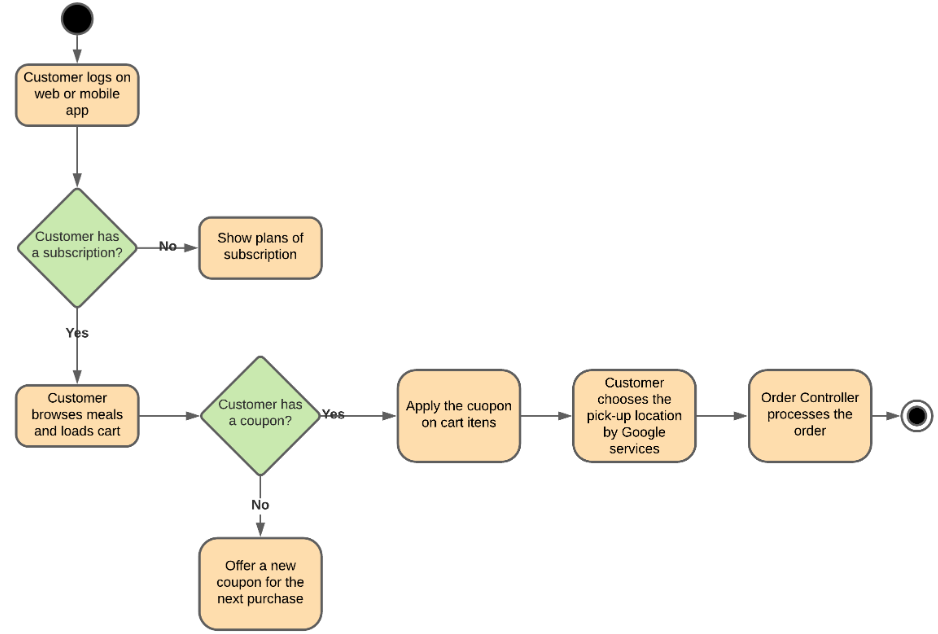 Customer logs on
web or mobile
app
Customer has
a subscription?
No
Show plans of
subscription
Yes
Customer
browses meals
and loads cart
Customer has
a coupon?
Yes
Apply the cuopon
on cart itens
Customer
chooses the
pick-up location
by Google
services
Order Controller
processes the
order
No
Offer a new
coupon for the
next purchase